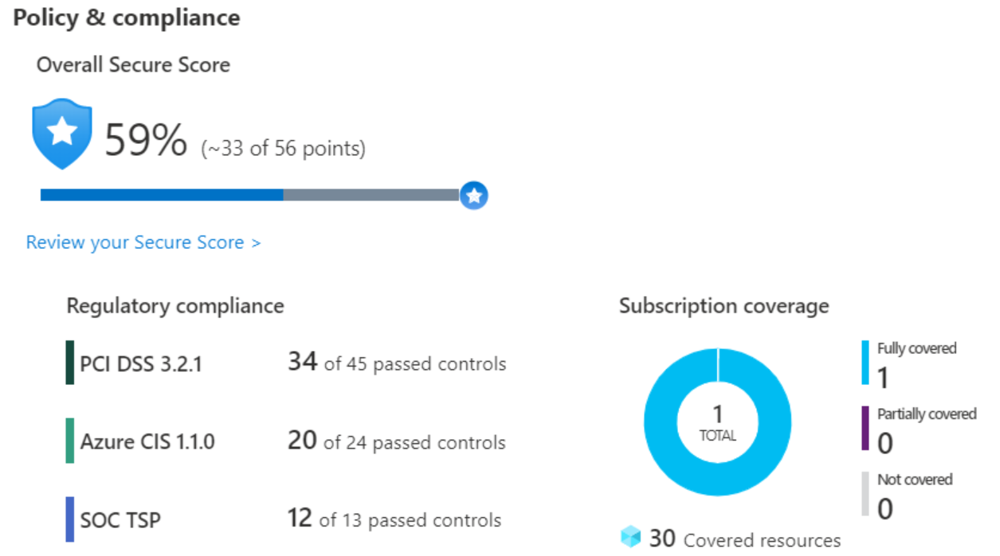 Policy & compliance
Overall Secure Score
59% (~33 of 56 points)
Review your Secure Score >
Regulatory compliance
PCI DSS 3.2.1 34 of 45 passed controls
Azure CIS 1.1.0 20 of 24 passed controls
SOC TSP 12 of 13 passed controls
Subscription coverage
1
TOTAL
Fully covered
1
Partially covered
0
Not covered
0
30 Covered resources